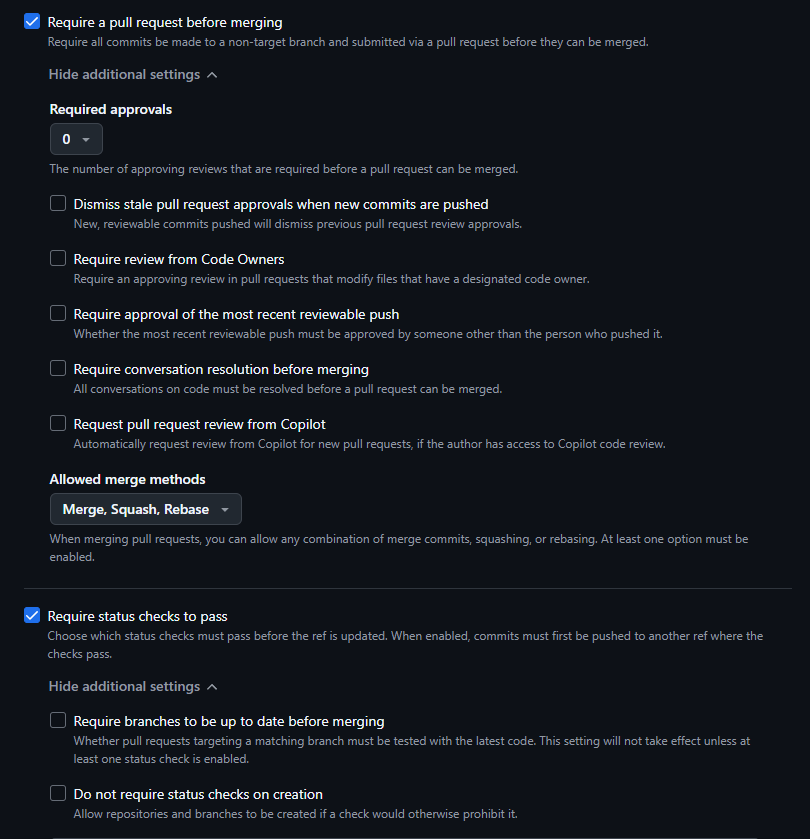 Require a pull request before merging
Require all commits be made to a non-target branch and submitted via a pull request before they can be merged.
Hide additional settings
Required approvals
0
The number of approving reviews that are required before a pull request can be merged.
Dismiss stale pull request approvals when new commits are pushed
New, reviewable commits pushed will dismiss previous pull request review approvals.
Require review from Code Owners
Require an approving review in pull requests that modify files that have a designated code owner.
Require approval of the most recent reviewable push
Whether the most recent reviewable push must be approved by someone other than the person who pushed it.
Require conversation resolution before merging
All conversations on code must be resolved before a pull request can be merged.
Request pull request review from Copilot
Automatically request review from Copilot for new pull requests, if the author has access to Copilot code review.
Allowed merge methods
Merge, Squash, Rebase
When merging pull requests, you can allow any combination of merge commits, squashing, or rebasing. At least one option must be
enabled.
Require status checks to pass
Choose which status checks must pass before the ref is updated. When enabled, commits must first be pushed to another ref where the
checks pass.
Hide additional settings
Require branches to be up to date before merging
Whether pull requests targeting a matching branch must be tested with the latest code. This setting will not take effect unless at
least one status check is enabled.
Do not require status checks on creation
Allow repositories and branches to be created if a check would otherwise prohibit it.